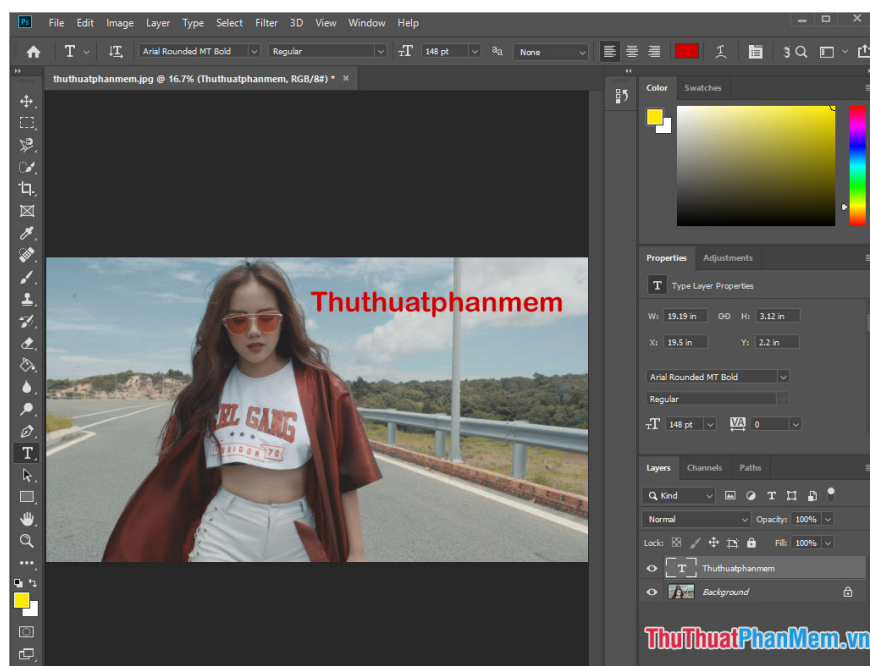 Ps File Edit Image Layer Type Select Filter 3D View Window Help
T Arial Rounded MT Bold Regular 148 pt None
thuthuatphanmem.jpg @ 16.7% (Thuthuatphanmem, RGB/8#) *
Color Swatches
Thuthuatphanmem
GANG
Properties Adjustments
T Type Layer Properties
W: 19.19 in H: 3.12 in
X: 19.5 in Y: 2.2 in
Arial Rounded MT Bold
Regular
148 pt VA 0
Layers Channels Paths
Kind
Normal Opacity: 100%
Lock: Fill: 100%
T Thuthuatphanmem
Background
ThuThuatPhanMem.vn